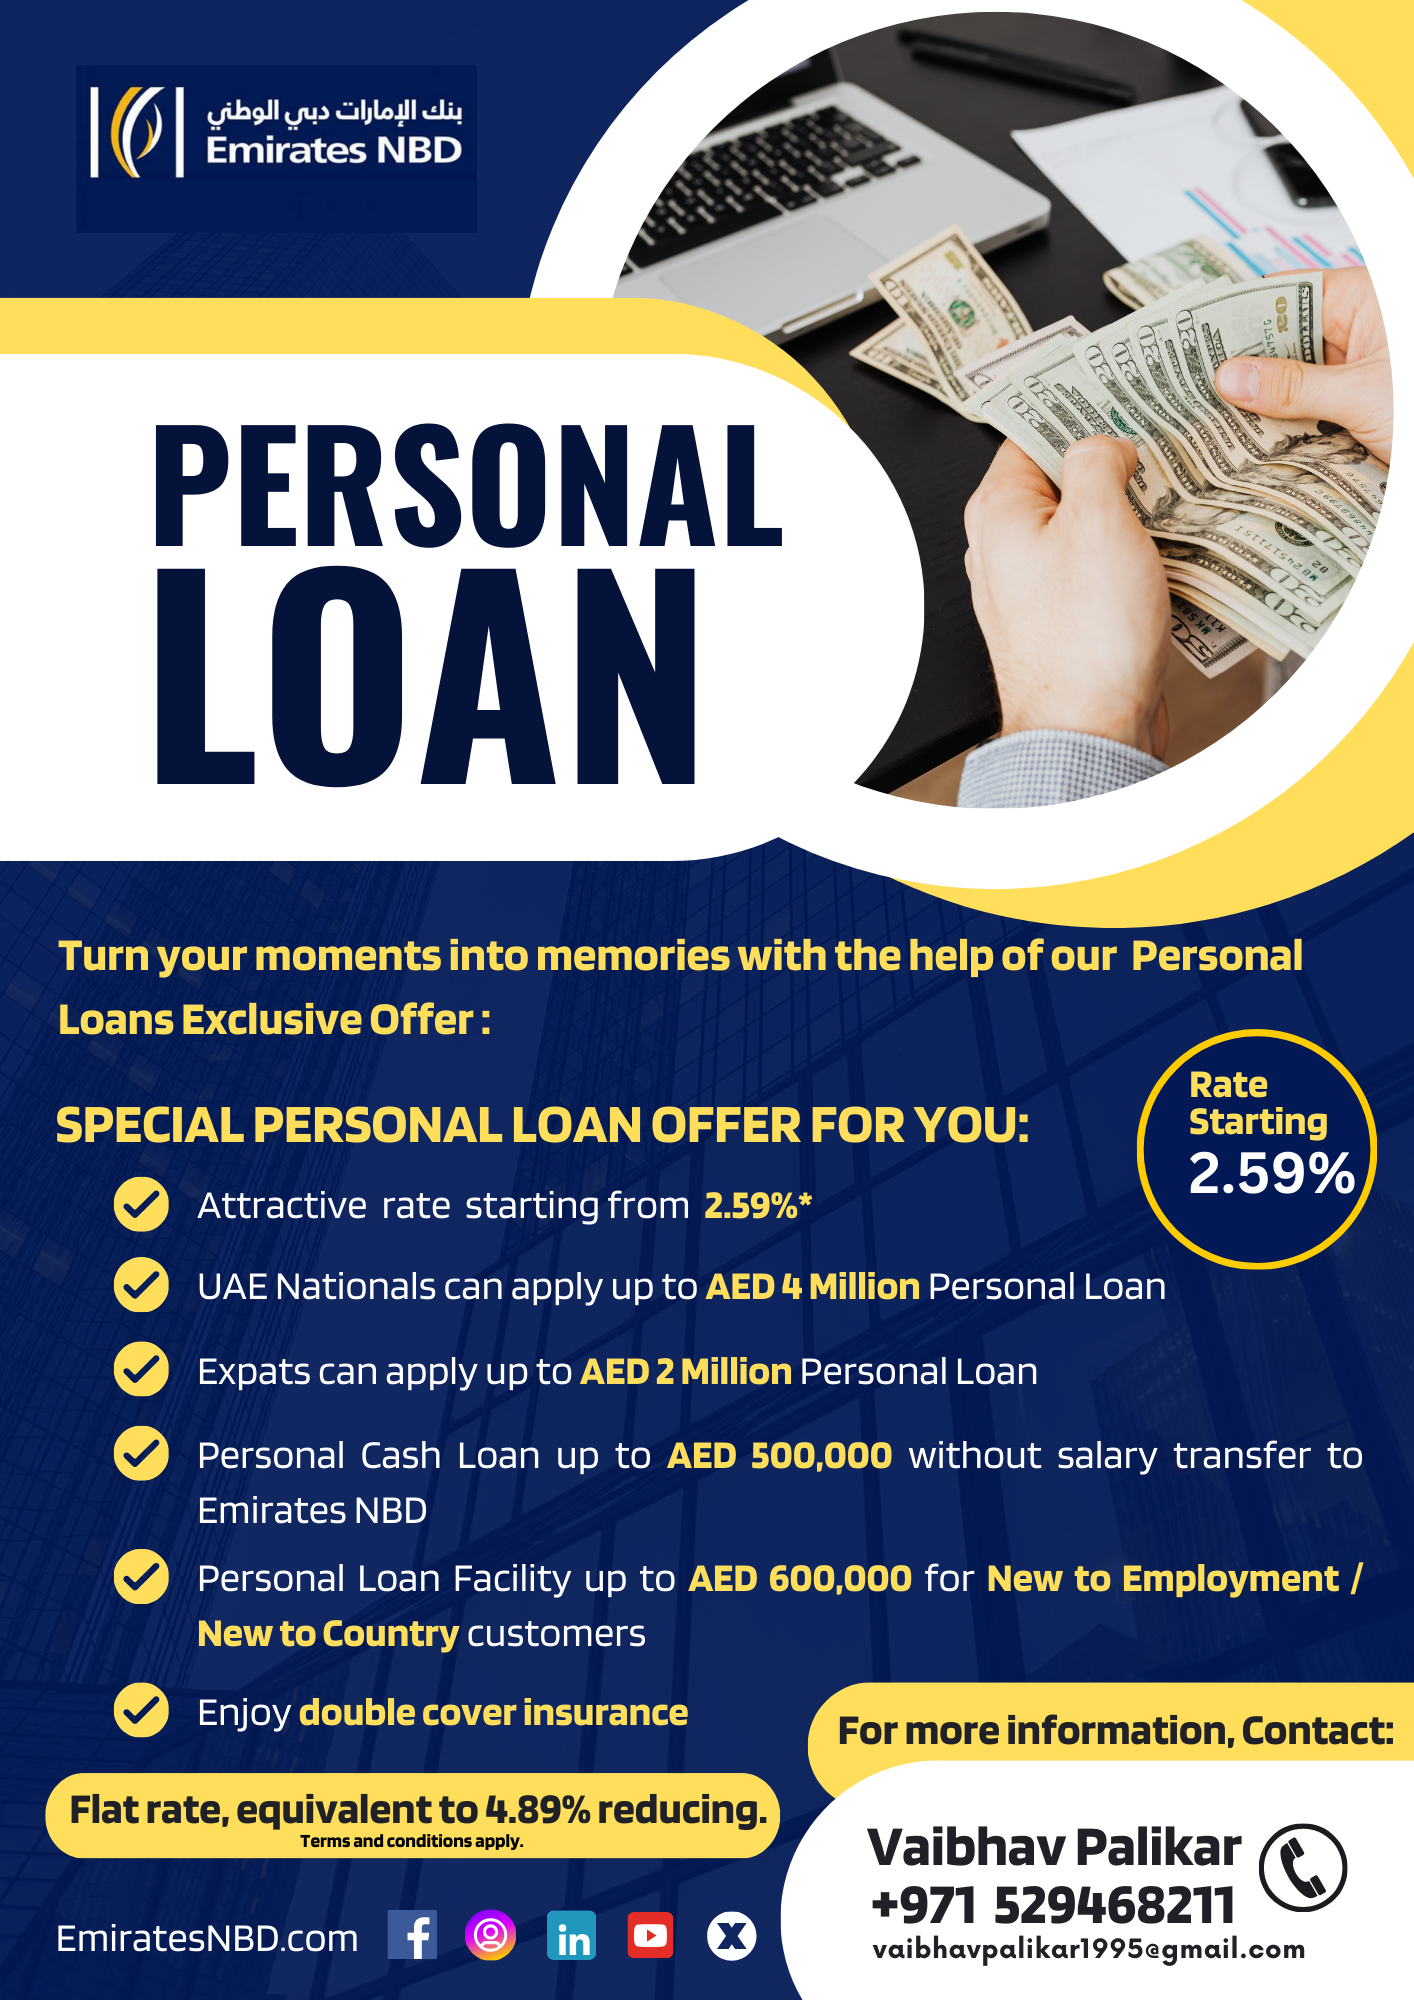 بنك الإمارات دبي الوطني
Emirates NBD
PERSONAL
LOAN
Turn your moments into memories with the help of our Personal
Loans Exclusive Offer :
Rate
Starting
2.59%
SPECIAL PERSONAL LOAN OFFER FOR YOU:
Attractive rate starting from 2.59%*
UAE Nationals can apply up to AED 4 Million Personal Loan
Expats can apply up to AED 2 Million Personal Loan
Personal Cash Loan up to AED 500,000 without salary transfer to
Emirates NBD
Personal Loan Facility up to AED 600,000 for New to Employment /
New to Country customers
Enjoy double cover insurance
Flat rate, equivalent to 4.89% reducing.
Terms and conditions apply.
For more information, Contact:
Vaibhav Palikar
+971 529468211
vaibhavpalikar1995@gmail.com
EmiratesNBD.com